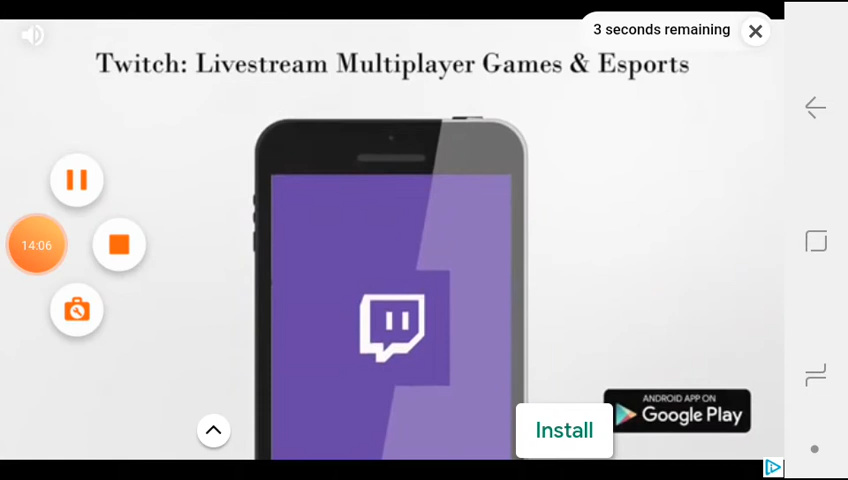 3 seconds remaining
Twitch: Livestream Multiplayer Games & Esports
14:06
ANDROID APP ON
Google Play
Install